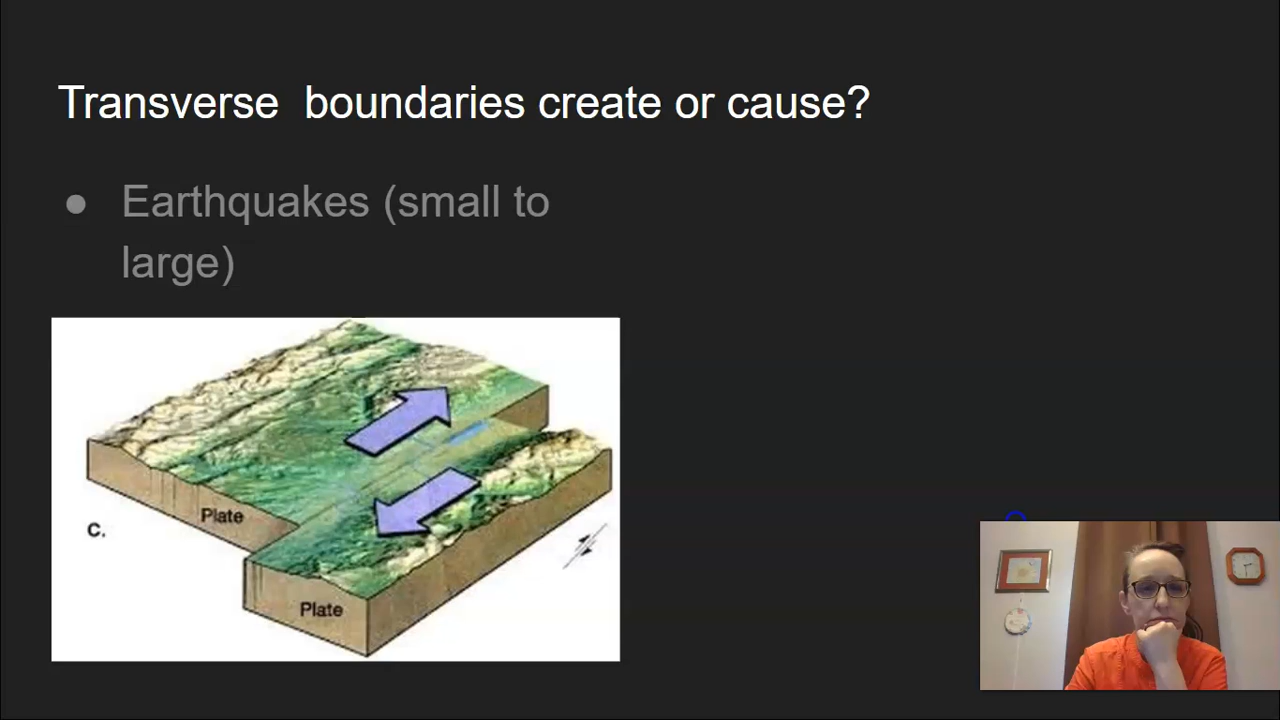 Transverse  boundaries create or cause?
● Earthquakes (small to
large)
Plate
C.
Plate